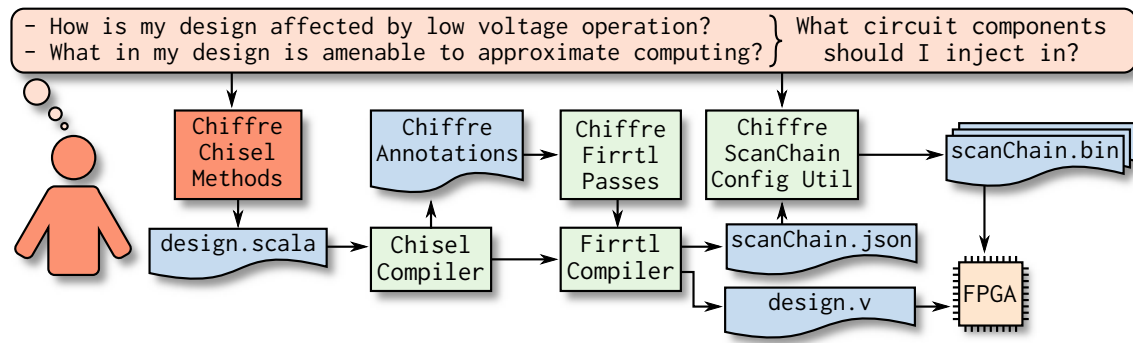 - How is my design affected by low voltage operation?
- What in my design is amenable to approximate computing?
What circuit components
should I inject in?
Chiffre
Chisel
Methods
Chiffre
Annotations
Chiffre
Firrtl
Passes
Chiffre
ScanChain
Config Util
scanChain.bin
design.scala
Chisel
Compiler
Firrtl
Compiler
scanChain.json
design.v
FPGA